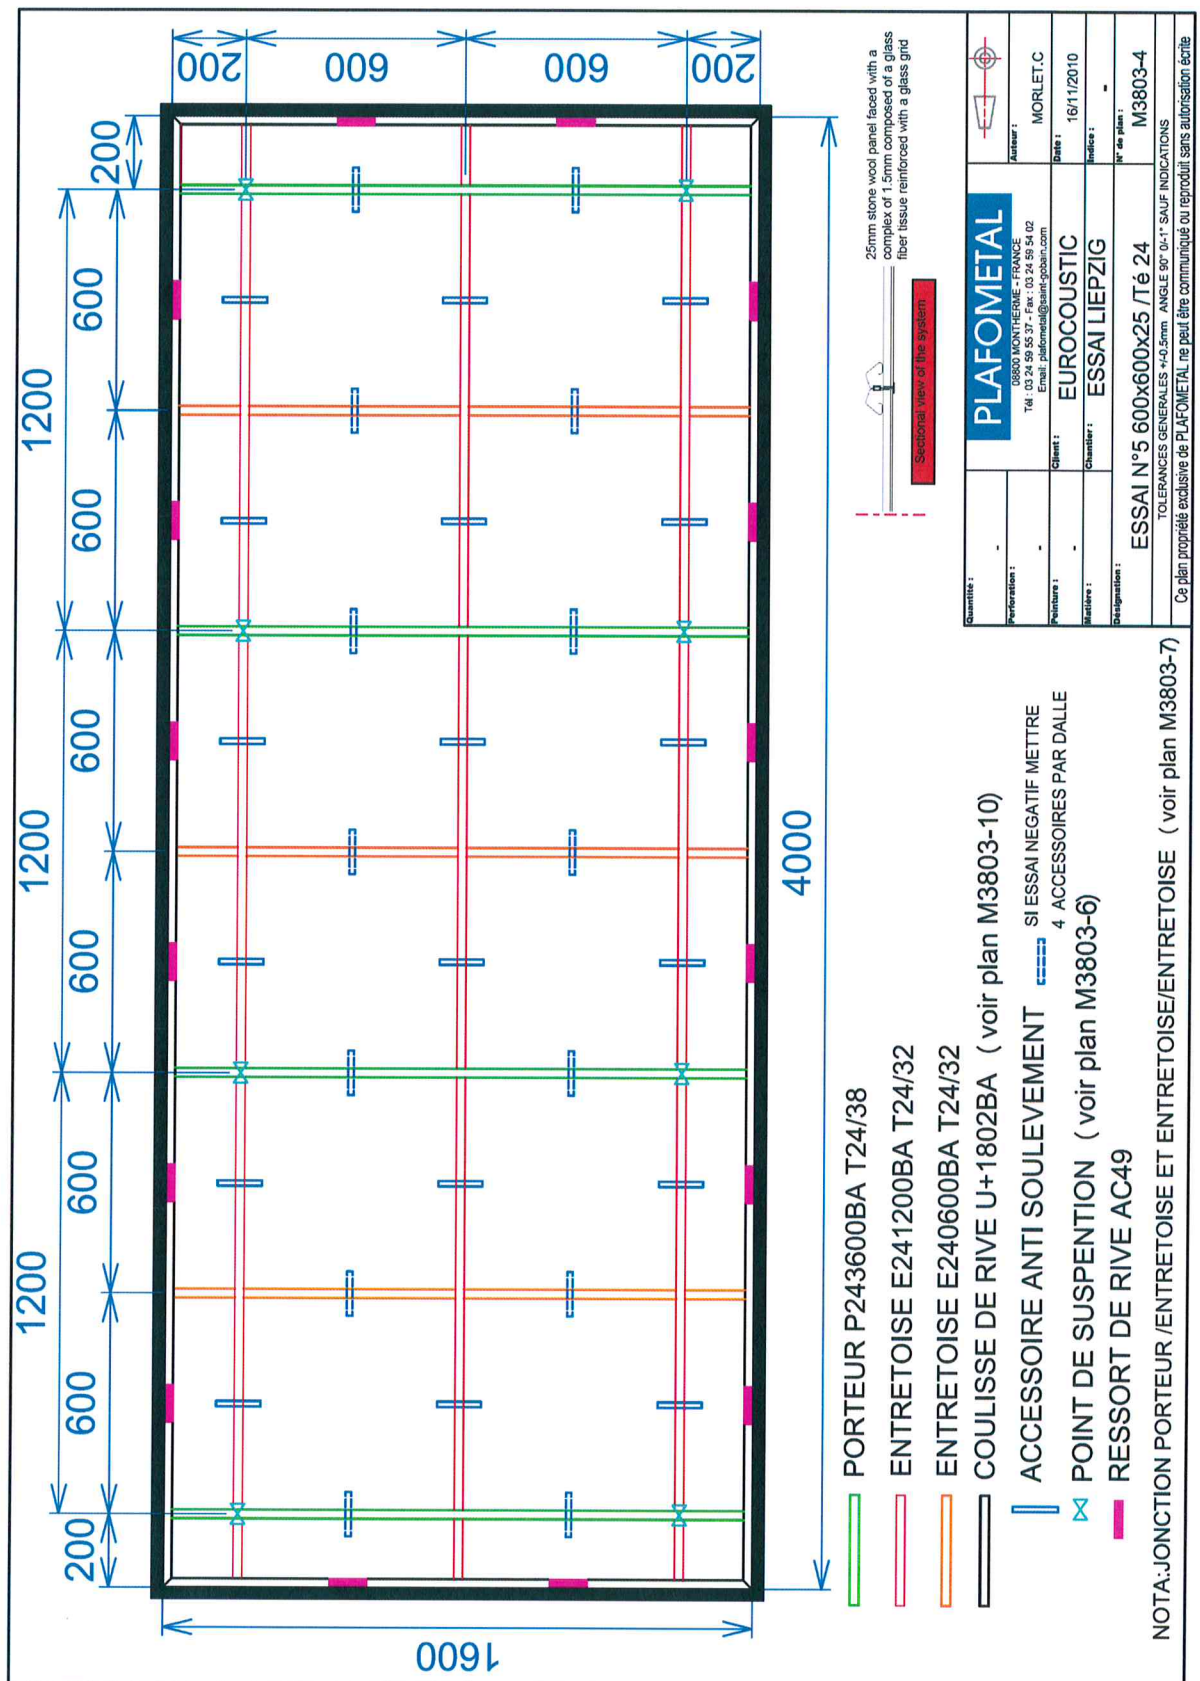 1200
1200
1200
200
600
600
600
600
600
600
200
200
600
600
200
1600
4000
PORTEUR P243600BA T24/38
ENTRETOISE E241200BA T24/32
ENTRETOISE E240600BA T24/32
COULISSE DE RIVE U+1802BA ( voir plan M3803-10)
ACCESSOIRE ANTI SOULEVEMENT
SI ESSAI NEGATIF METTRE
4 ACCESSOIRES PAR DALLE
POINT DE SUSPENTION ( voir plan M3803-6)
RESSORT DE RIVE AC49
NOTA:JONCTION PORTEUR /ENTRETOISE ET ENTRETOISE/ENTRETOISE ( voir plan M3803-7)
25mm stone wool panel faced with a
complex of 1.5mm composed of a glass
fiber tissue reinforced with a glass grid
Sectional view of the system
Quantité :
-
Perforation :
-
Peinture :
-
Matière :
PLAFOMETAL
08800 MONTHERME - FRANCE
Tél : 03 24 59 55 37 - Fax : 03 24 59 54 02
Email: plafometal@saint-gobain.com
Client :
EUROCOUSTIC
Chantier :
ESSAI LIEPZIG
Auteur :
MORLET.C
Date :
16/11/2010
Indice :
-
Désignation :
ESSAI N°5 600x600x25 /Té 24
N° de plan :
M3803-4
TOLERANCES GENERALES +/-0.5mm ANGLE 90° 0/-1° SAUF INDICATIONS
Ce plan propriété exclusive de PLAFOMETAL ne peut être communiqué ou reproduit sans autorisation écrite